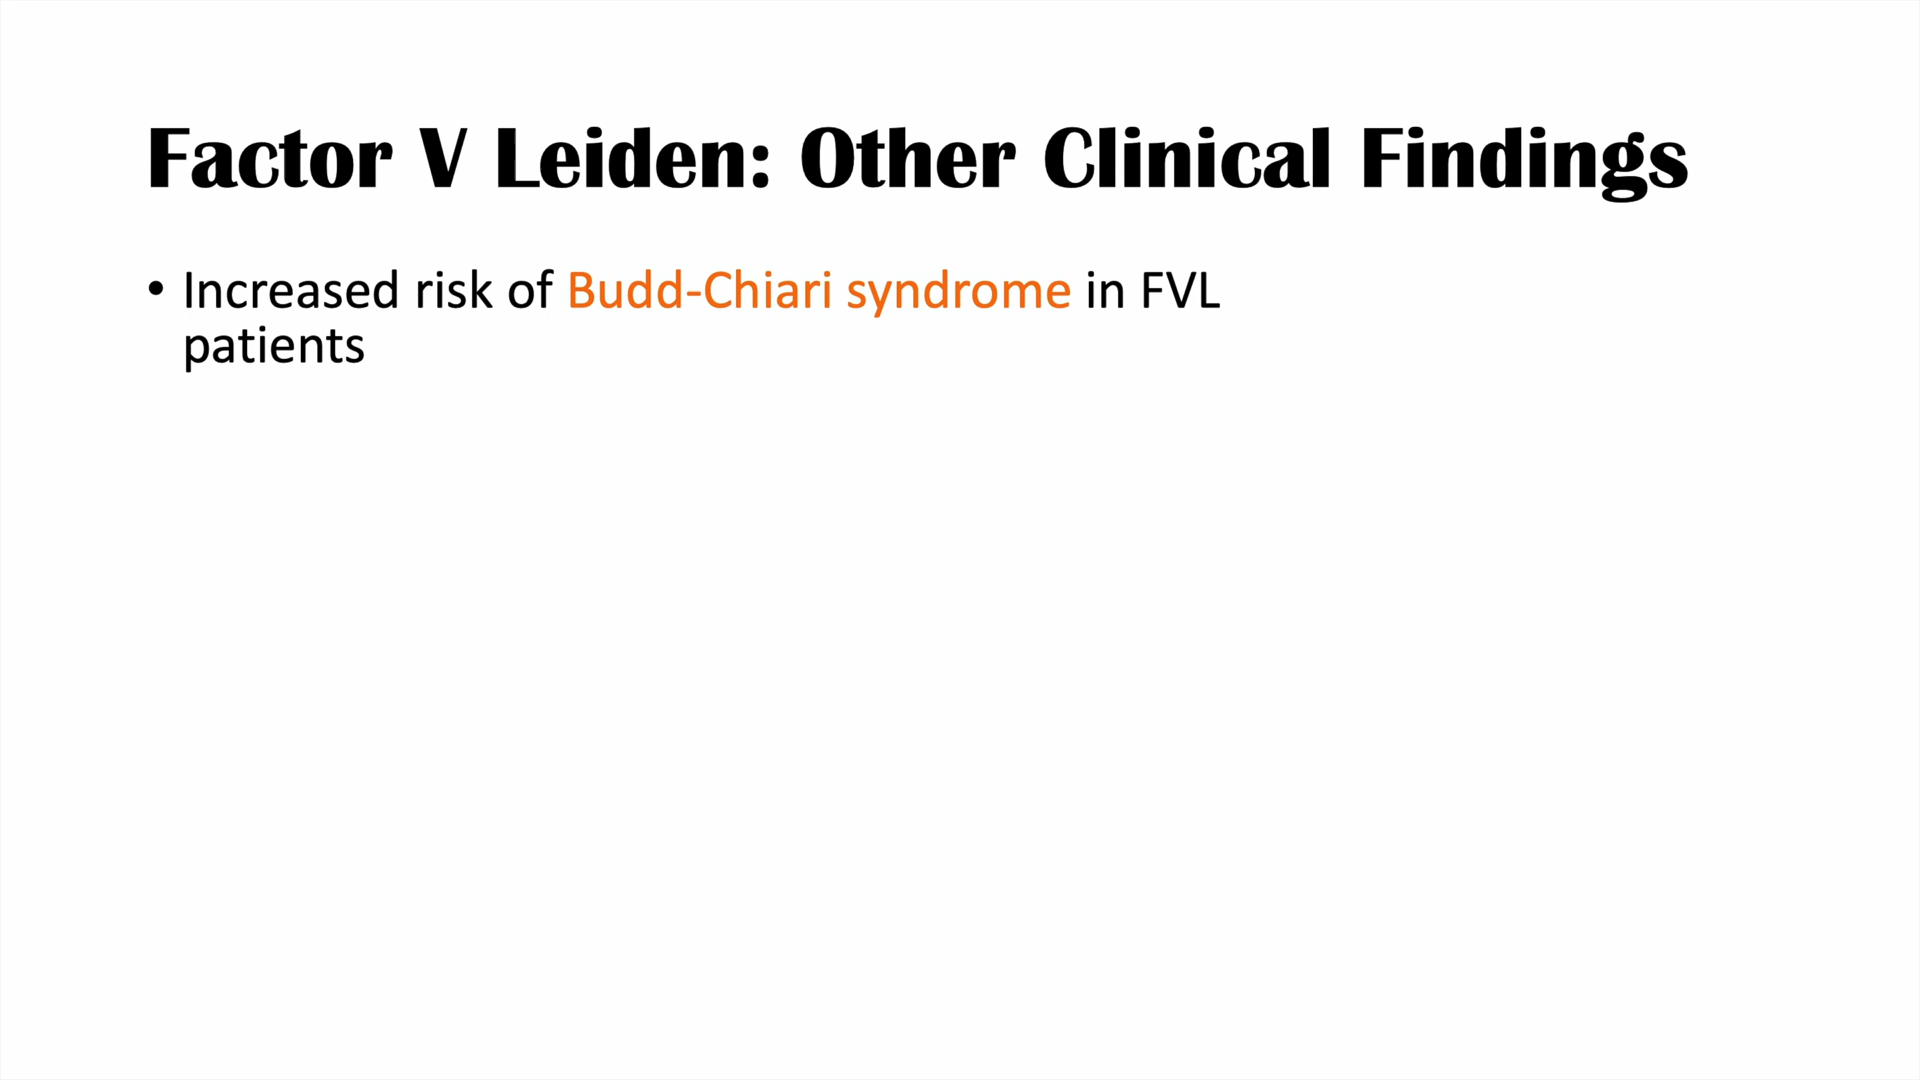 Factor V Leiden: Other Clinical Findings
• Increased risk of Budd-Chiari syndrome in FVL
patients